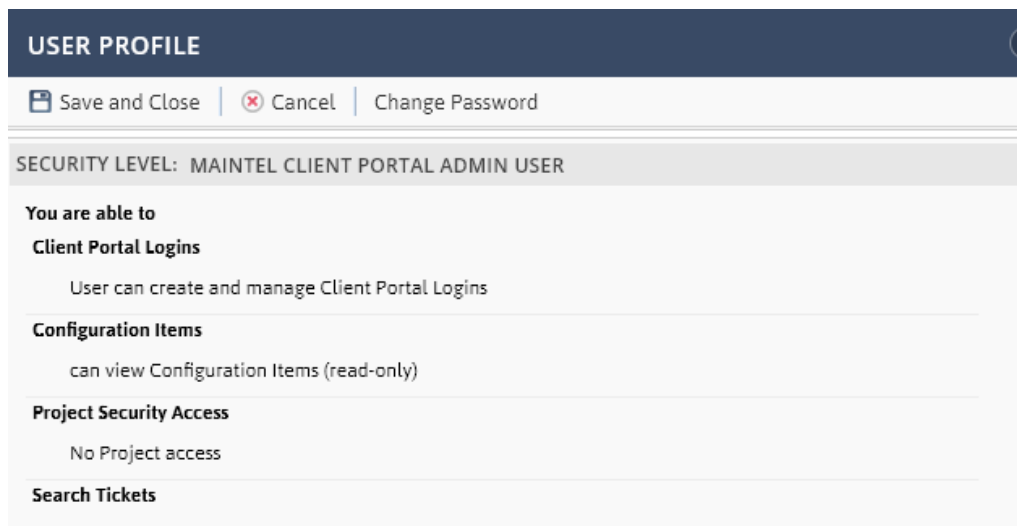 USER PROFILE
Save and Close Cancel Change Password
SECURITY LEVEL: MAINTEL CLIENT PORTAL ADMIN USER
You are able to
Client Portal Logins
User can create and manage Client Portal Logins
Configuration Items
can view Configuration Items (read-only)
Project Security Access
No Project access
Search Tickets